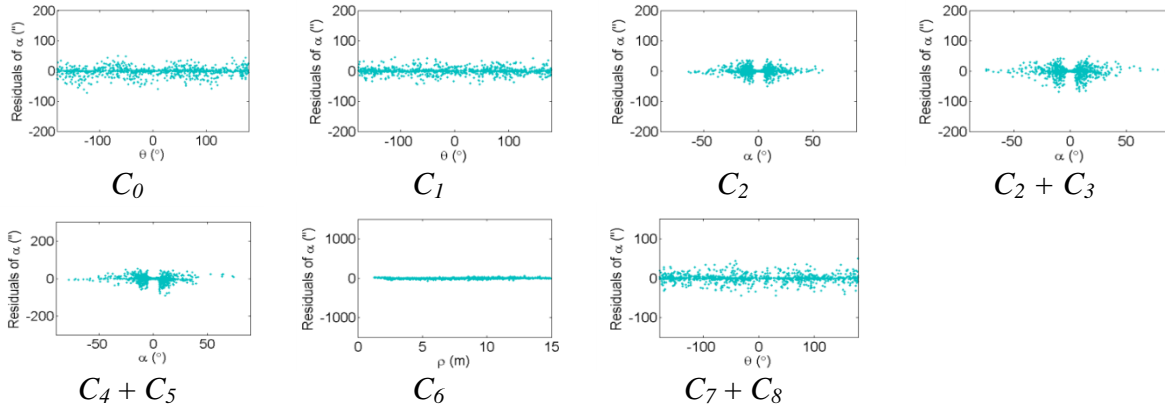 200
100
0
-100
-200
Residuals of α (")
-100 0 100
θ (°)
C0
200
100
0
-100
-200
Residuals of α (")
-100 0 100
θ (°)
C1
200
100
0
-100
-200
Residuals of α (")
-50 0 50
α (°)
C2
200
100
0
-100
-200
Residuals of α (")
-50 0 50
α (°)
C2 + C3
200
0
-200
Residuals of α (")
-50 0 50
α (°)
C4 + C5
1000
0
-1000
Residuals of α (")
0 5 10 15
ρ (m)
C6
100
0
-100
Residuals of α (")
-100 0 100
θ (°)
C7 + C8